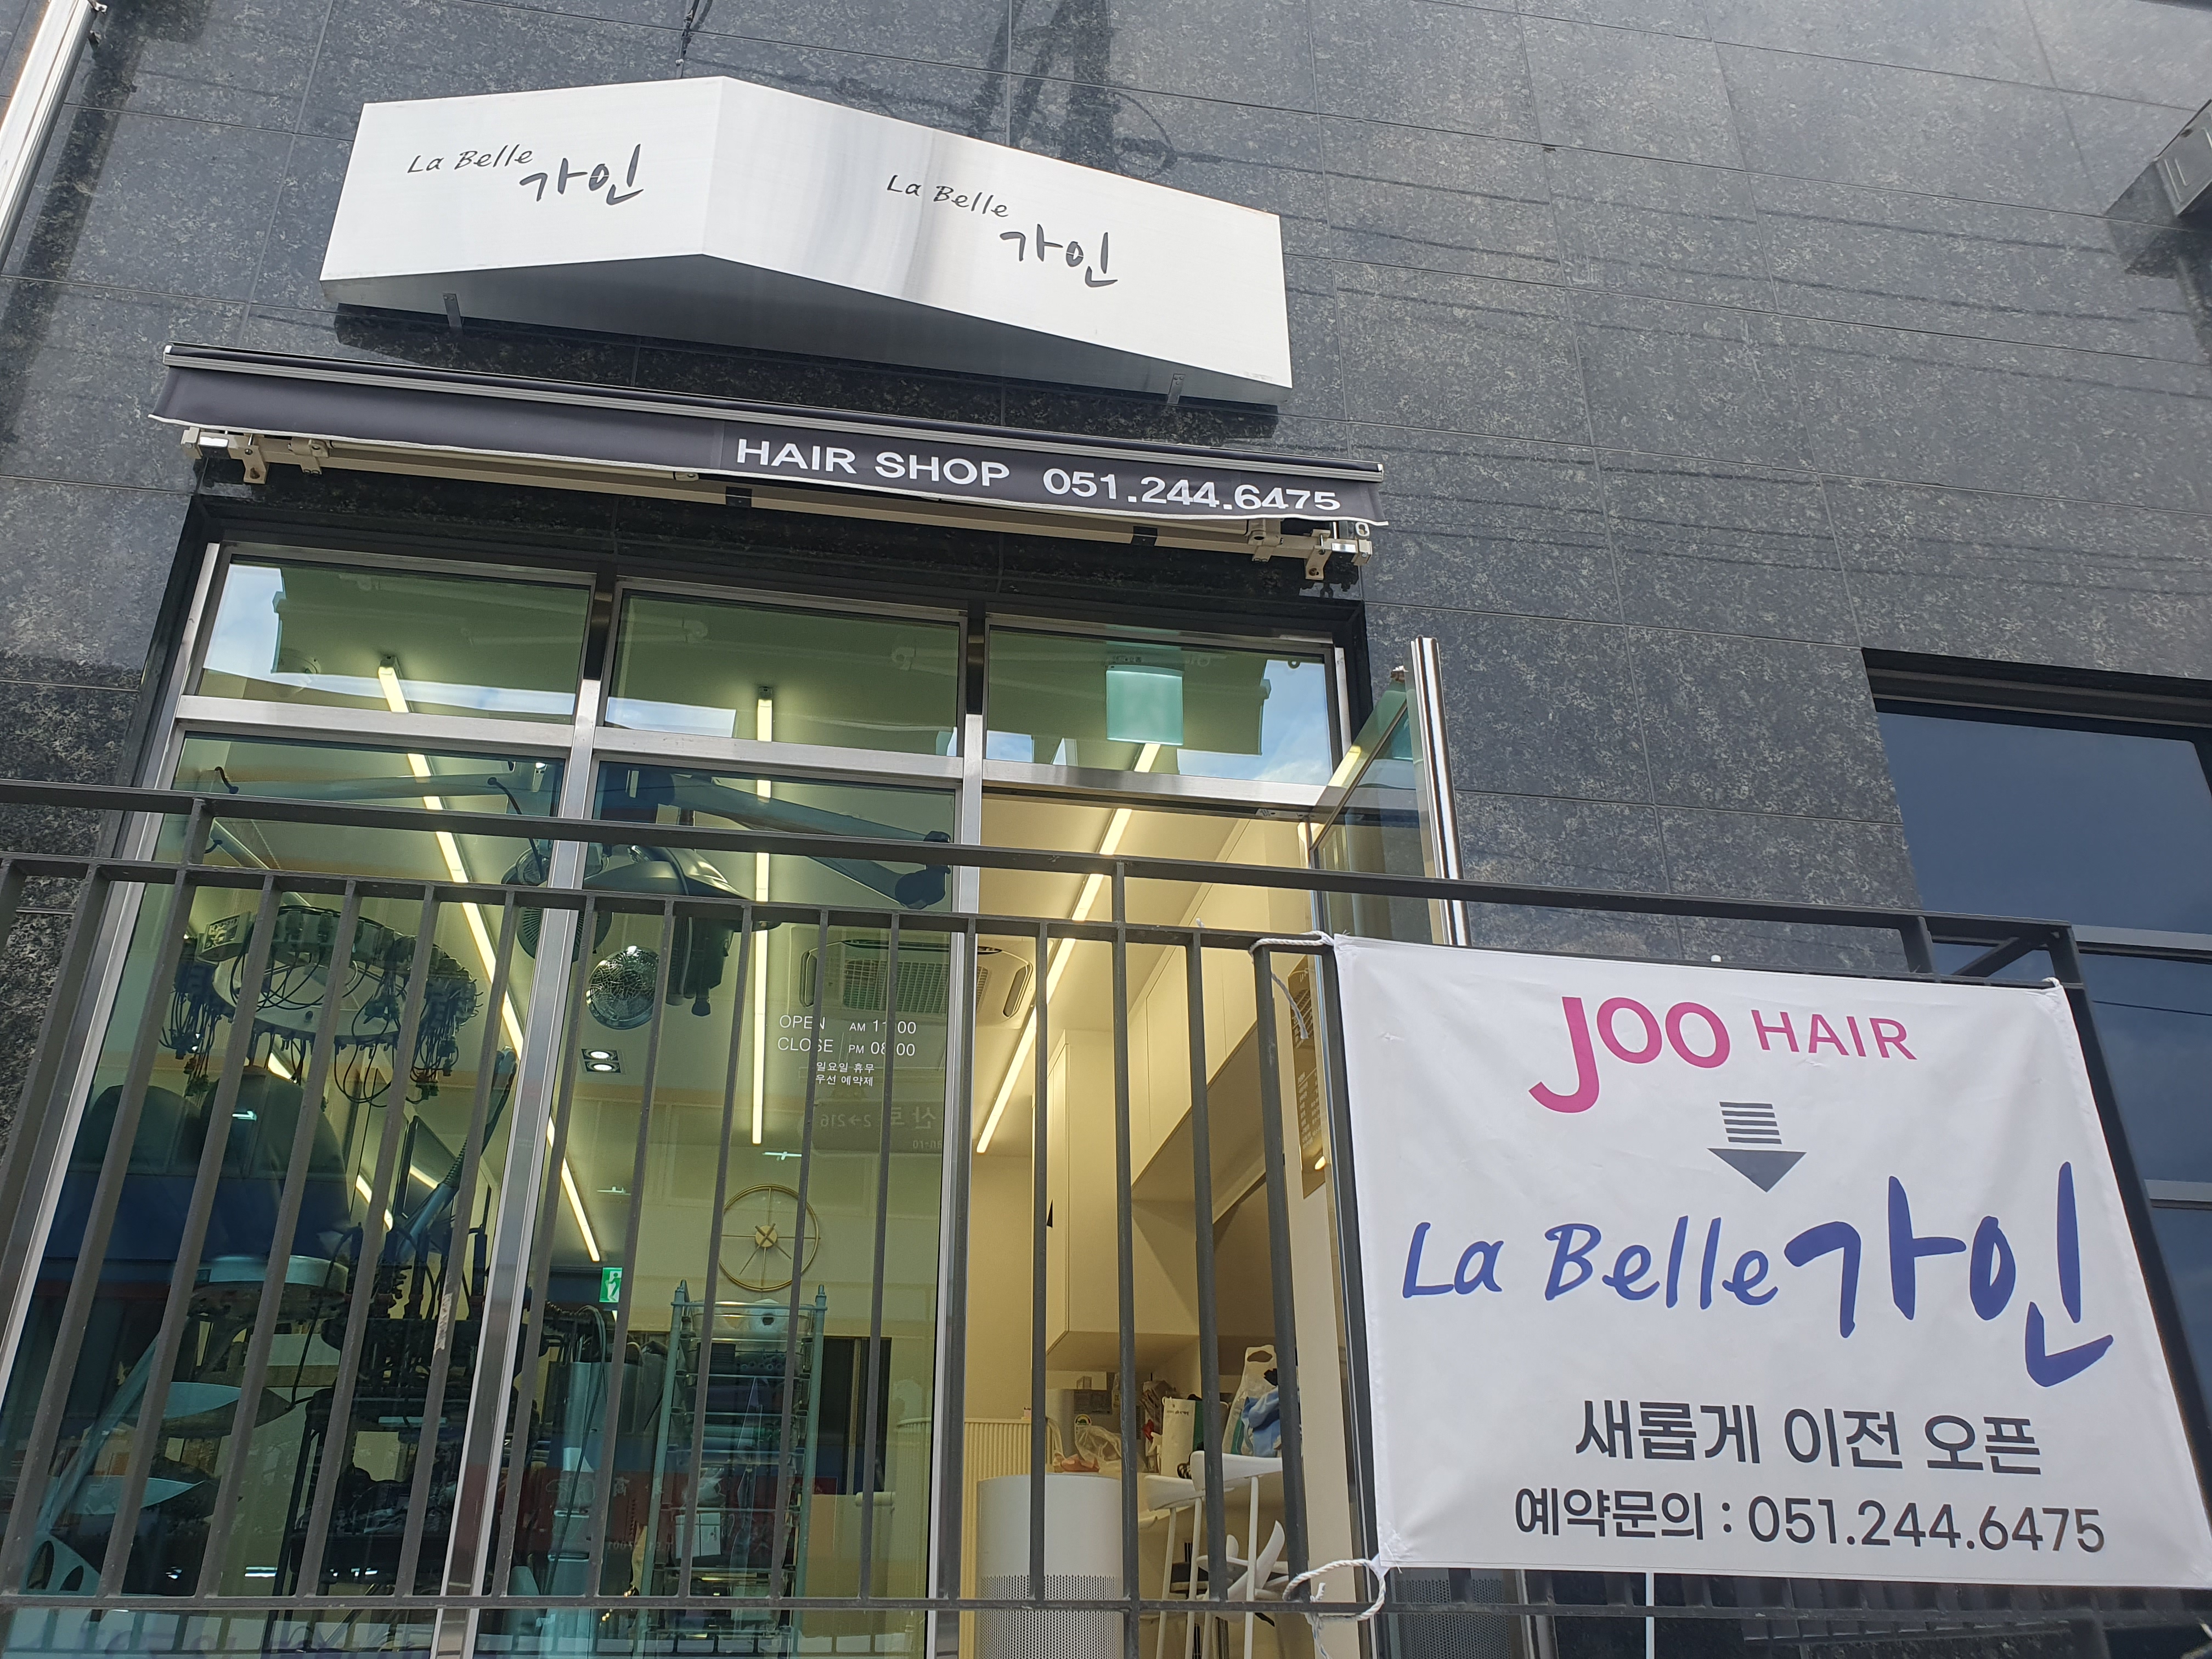 La Belle
가인
La Belle
가인
HAIR SHOP 051.244.6475
OPEN AM 11:00
CLOSE PM 08:00
일요일 휴무
우선 예약제
JOO HAIR
La Belle 가인
새롭게 이전 오픈
예약문의 : 051.244.6475